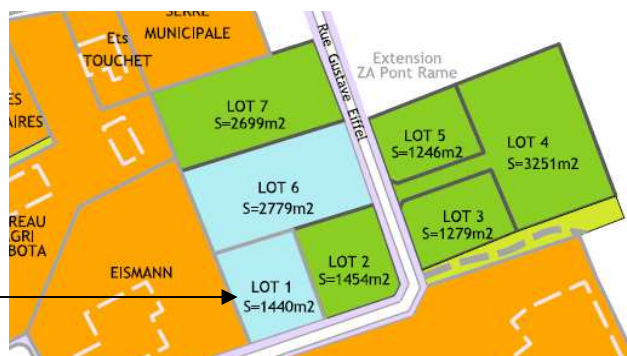 SERRE
MUNICIPALE
Ets
TOUCHET
Rue Gustave Eiffel
Extension
ZA Pont Rame
ES
AIRES
LOT 7
S=2699m2
LOT 5
S=1246m2
LOT 4
S=3251m2
LOT 6
S=2779m2
LOT 3
S=1279m2
REAU
AGRI
BOTA
EISMANN
LOT 2
S=1454m2
LOT 1
S=1440m2